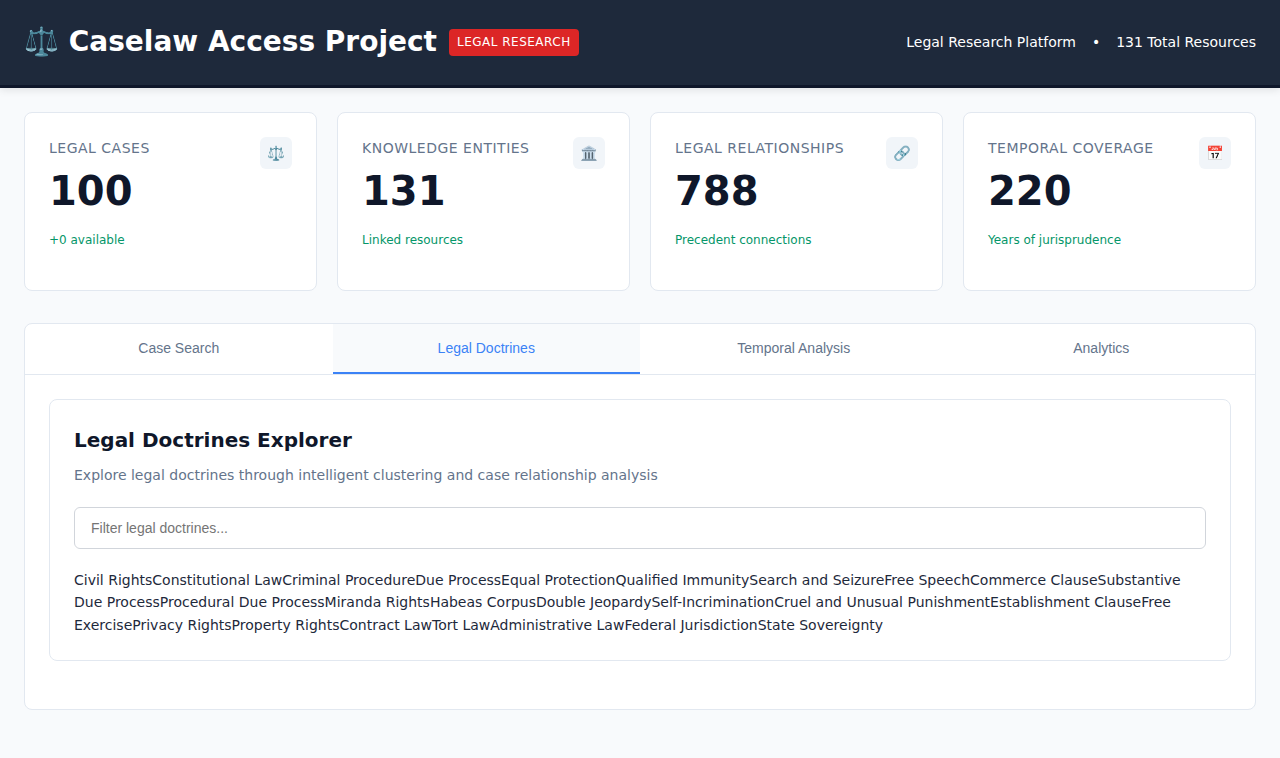 Caselaw Access Project
LEGAL RESEARCH
Legal Research Platform • 131 Total Resources
LEGAL CASES
100
+0 available
KNOWLEDGE ENTITIES
131
Linked resources
LEGAL RELATIONSHIPS
788
Precedent connections
TEMPORAL COVERAGE
220
Years of jurisprudence
Case Search
Legal Doctrines
Temporal Analysis
Analytics
Legal Doctrines Explorer
Explore legal doctrines through intelligent clustering and case relationship analysis
Filter legal doctrines...
Civil RightsConstitutional LawCriminal ProcedureDue ProcessEqual ProtectionQualified ImmunitySearch and SeizureFree SpeechCommerce ClauseSubstantive
Due ProcessProcedural Due ProcessMiranda RightsHabeas CorpusDouble JeopardySelf-IncriminationCruel and Unusual PunishmentEstablishment ClauseFree
ExercisePrivacy RightsProperty RightsContract LawTort LawAdministrative LawFederal JurisdictionState Sovereignty